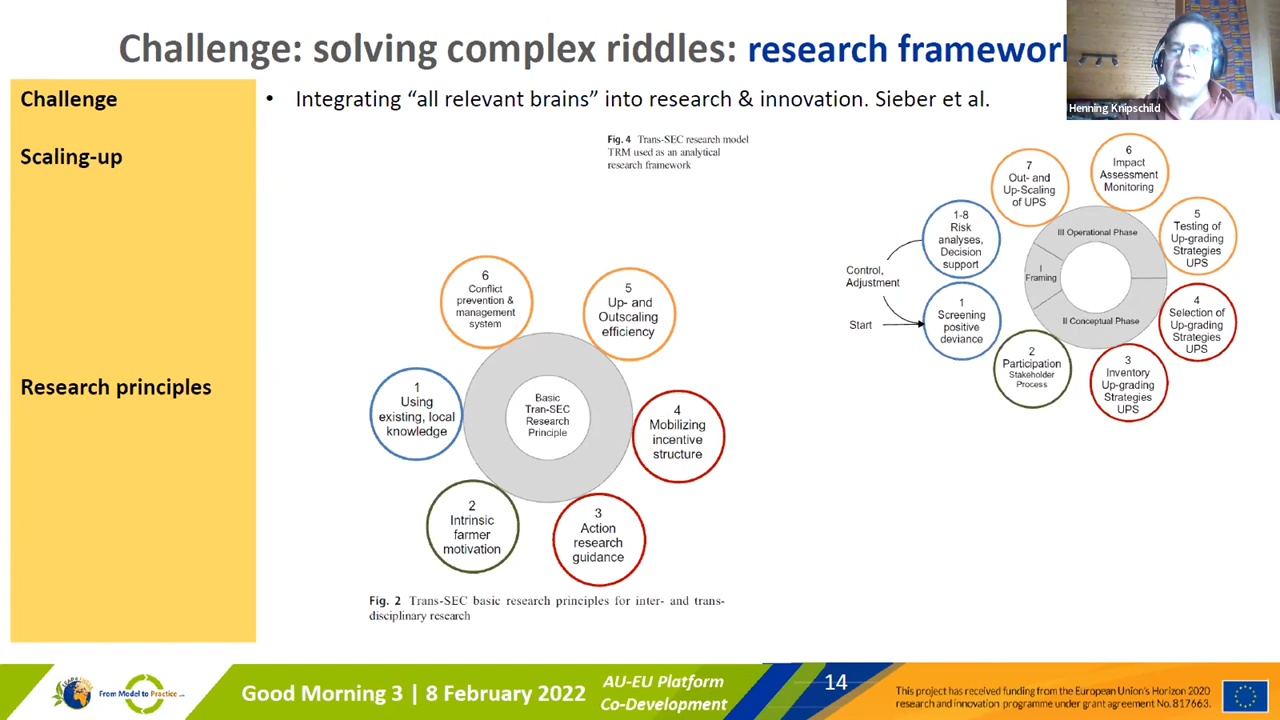 Challenge: solving complex riddles: research framework
Henning Knipschild
Challenge
Scaling-up
Research principles
• Integrating “all relevant brains” into research & innovation. Sieber et al.
Fig. 4 Trans-SEC research model
TRM used as an analytical
research framework
6
Conflict
prevention &
management
system
5
Up- and
Outscaling
efficiency
1
Using
existing, local
knowledge
Basic
Tran-SEC
Research
Principle
4
Mobilizing
incentive
structure
2
Intrinsic
farmer
motivation
3
Action
research
guidance
Fig. 2 Trans-SEC basic research principles for inter- and trans-
disciplinary research
7
Out- and
Up-Scaling
of UPS
6
Impact
Assessment
Monitoring
1-8
Risk
analyses,
Decision
support
5
Testing of
Up-grading
Strategies
UPS
III Operational Phase
I
Framing
II Conceptual Phase
Control,
Adjustment
Start
1
Screening
positive
deviance
4
Selection of
Up-grading
Strategies
UPS
2
Participation
Stakeholder
Process
3
Inventory
Up-grading
Strategies
UPS
From Model to Practice
Good Morning 3 | 8 February 2022
AU-EU Platform
Co-Development
14
This project has received funding from the European Union's Horizon 2020
research and innovation programme under grant agreement No. 817663.